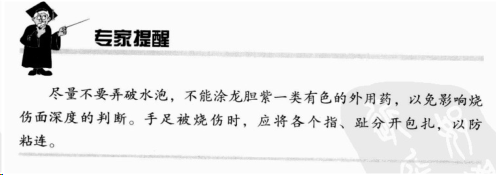 专家提醒
尽量不要弄破水泡，不能涂龙胆紫一类有色的外用药，以免影响烧
伤面深度的判断。手足被烧伤时，应将各个指、趾分开包扎，以防
粘连。